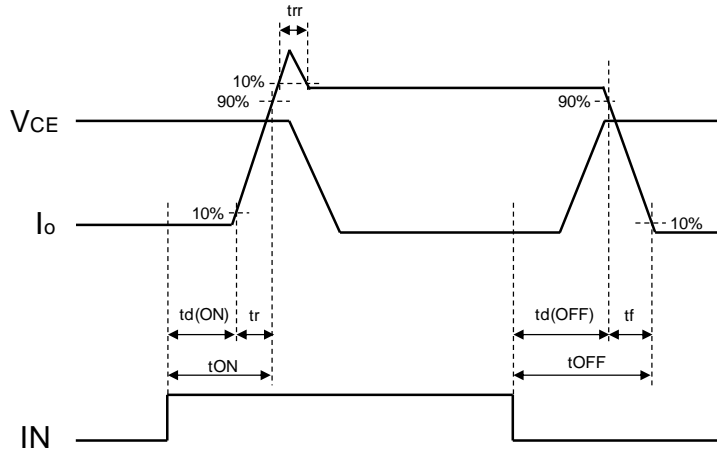 trr
10%
90%
90%
VCE
10%
10%
Io
td(ON)
tr
td(OFF)
tf
tON
tOFF
IN